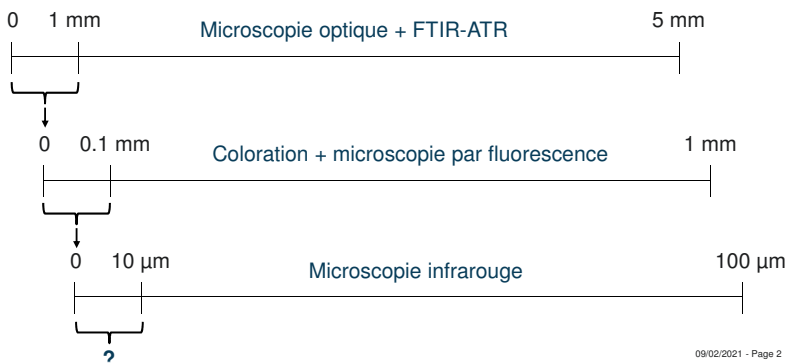 0 1 mm Microscopie optique + FTIR-ATR 5 mm
0 0.1 mm Coloration + microscopie par fluorescence 1 mm
0 10 µm Microscopie infrarouge 100 µm
?
09/02/2021 - Page 2